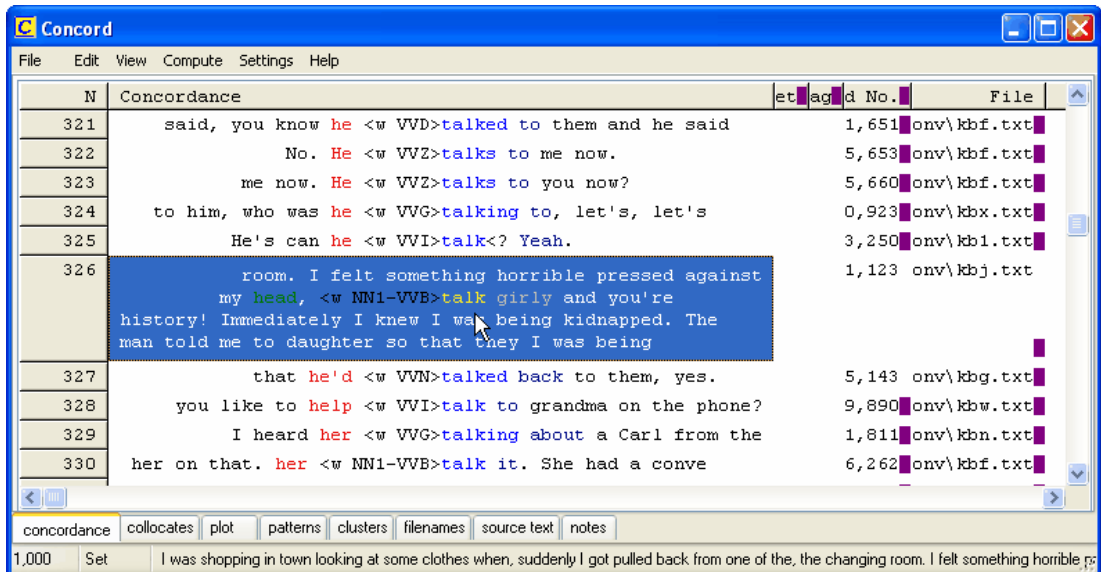 C Concord
File Edit View Compute Settings Help
N Concordance et ag d No. File
321 said, you know he <w VVD>talked to them and he said 1,651 onv\kbf.txt
322 No. He <w VVZ>talks to me now. 5,653 onv\kbf.txt
323 me now. He <w VVZ>talks to you now? 5,660 onv\kbf.txt
324 to him, who was he <w VVG>talking to, let's, let's 0,923 onv\kbx.txt
325 He's can he <w VVI>talk<? Yeah. 3,250 onv\kb1.txt
326 room. I felt something horrible pressed against 1,123 onv\kbj.txt
my head, <w NN1-VVB>talk girly and you're
history! Immediately I knew I was being kidnapped. The
man told me to daughter so that they I was being
327 that he'd <w VVN>talked back to them, yes. 5,143 onv\kbg.txt
328 you like to help <w VVI>talk to grandma on the phone? 9,890 onv\kbw.txt
329 I heard her <w VVG>talking about a Carl from the 1,811 onv\kbn.txt
330 her on that. her <w NN1-VVB>talk it. She had a conve 6,262 onv\kbf.txt
concordance collocates plot patterns clusters filenames source text notes
1,000 Set I was shopping in town looking at some clothes when, suddenly I got pulled back from one of the, the changing room. I felt something horrible